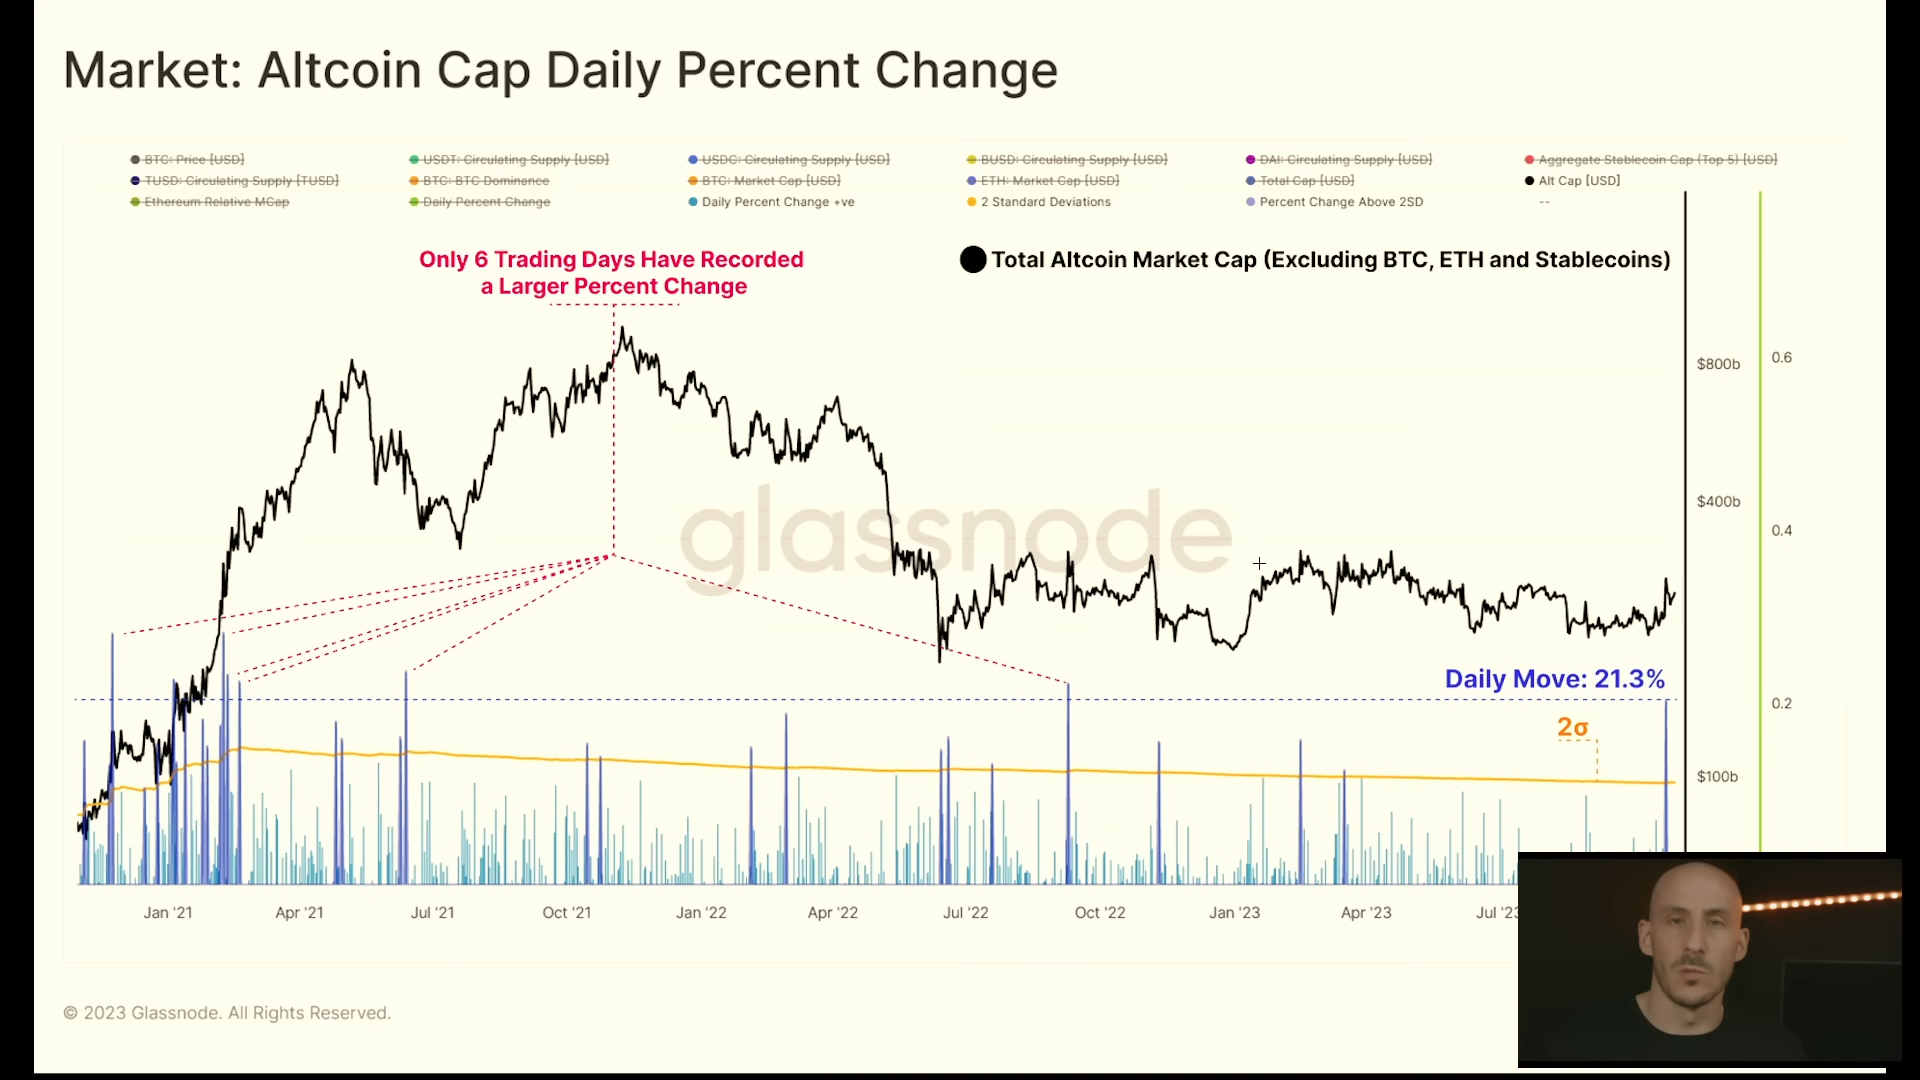 Market: Altcoin Cap Daily Percent Change
BTC: Price [USD] USDT: Circulating Supply [USD] USDC: Circulating Supply [USD] BUSD: Circulating Supply [USD] DAI: Circulating Supply [USD] Aggregate Stablecoin Cap (Top 5) [USD]
TUSD: Circulating Supply [TUSD] BTC: BTC Dominance BTC: Market Cap [USD] ETH: Market Cap [USD] Total Cap [USD] Alt Cap [USD]
Ethereum Relative MCap Daily Percent Change Daily Percent Change +ve 2 Standard Deviations Percent Change Above 2SD --
Only 6 Trading Days Have Recorded
a Larger Percent Change
Total Altcoin Market Cap (Excluding BTC, ETH and Stablecoins)
$800b 0.6
$400b 0.4
glassnode
Daily Move: 21.3%
0.2
2σ
$100b
Jan '21 Apr '21 Jul '21 Oct '21 Jan '22 Apr '22 Jul '22 Oct '22 Jan '23 Apr '23 Jul '23
© 2023 Glassnode. All Rights Reserved.